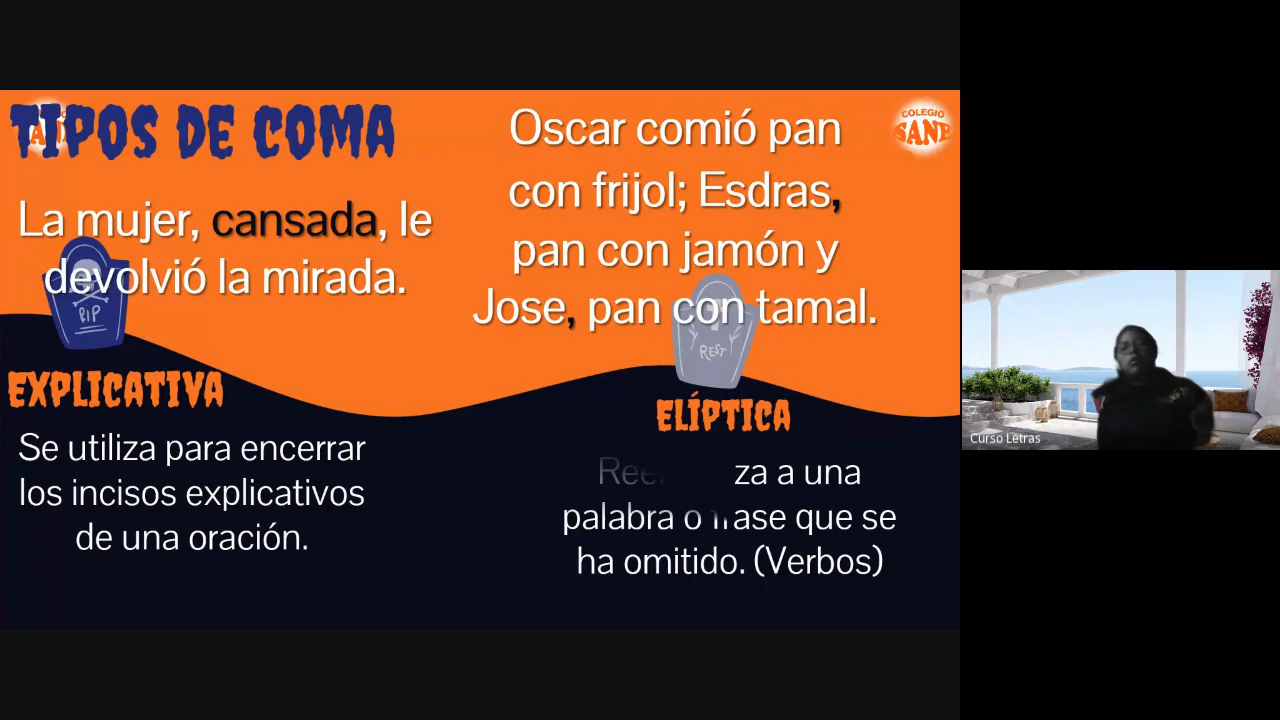 TIPOS DE COMA
La mujer, cansada, le
devolvió la mirada.
RIP
EXPLICATIVA
Se utiliza para encerrar
los incisos explicativos
de una oración.
Oscar comió pan
con frijol; Esdras,
pan con jamón y
Jose, pan con tamal.
REST
ELÍPTICA
za a una
palabra o frase que se
ha omitido. (Verbos)
COLEGIO
SANB
Curso Letras